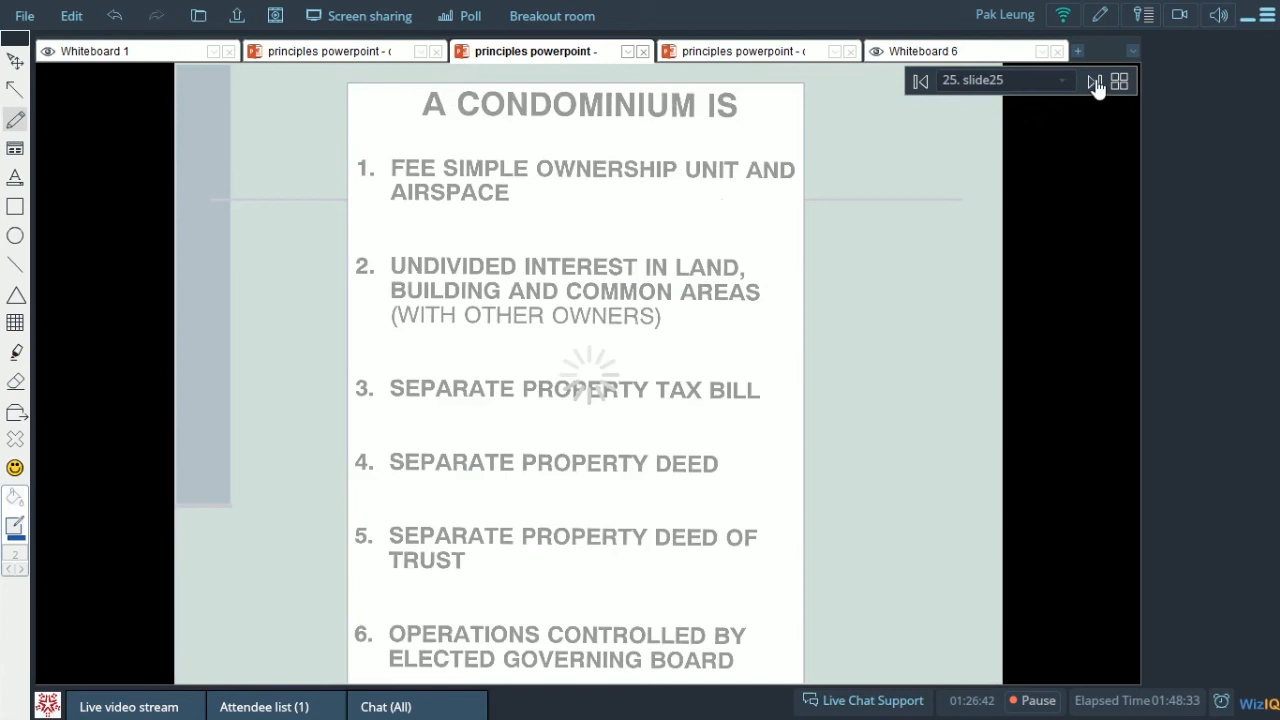 File Edit Screen sharing Poll Breakout room Pak Leung
Whiteboard 1 principles powerpoint - principles powerpoint - principles powerpoint - Whiteboard 6
25. slide25
A CONDOMINIUM IS
1. FEE SIMPLE OWNERSHIP UNIT AND
AIRSPACE
2. UNDIVIDED INTEREST IN LAND,
BUILDING AND COMMON AREAS
(WITH OTHER OWNERS)
3. SEPARATE PROPERTY TAX BILL
4. SEPARATE PROPERTY DEED
5. SEPARATE PROPERTY DEED OF
TRUST
6. OPERATIONS CONTROLLED BY
ELECTED GOVERNING BOARD
2
Live video stream Attendee list (1) Chat (All) Live Chat Support 01:26:42 Pause Elapsed Time 01:48:33 WizIQ